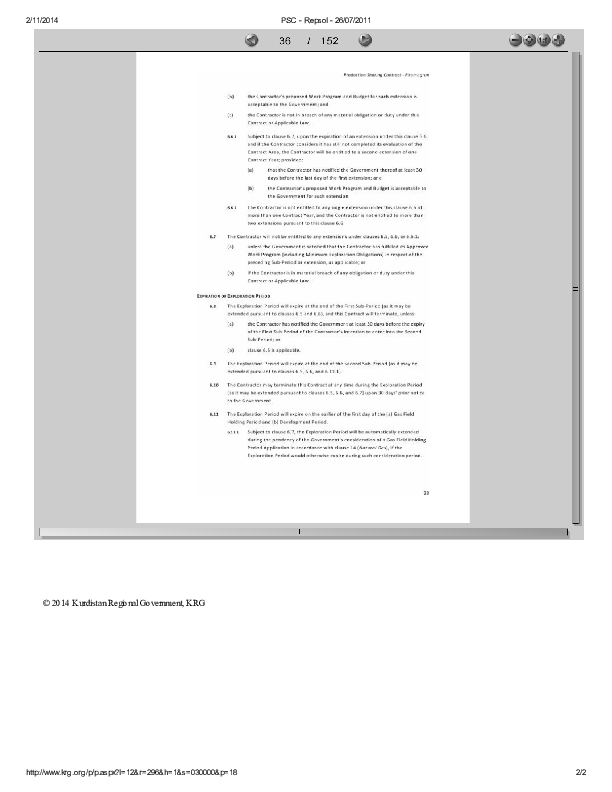 2/11/2014
PSC - Repsol - 26/07/2011
36 / 152
Production Sharing Contract - Piramagrun
(b) the Contractor's proposed Work Program and Budget for such extension is
acceptable to the Government; and
(c) the Contractor is not in breach of any material obligation or duty under this
Contract or Applicable Law.
6.6.2 Subject to clause 6.7, upon the expiration of an extension under this clause 6.6
and if the Contractor considers it has still not completed its evaluation of the
Contract Area, the Contractor will be entitled to a second extension of one
Contract Year, provided:
(a) that the Contractor has notified the Government thereof at least 30
days before the last day of the first extension; and
(b) the Contractor's proposed Work Program and Budget is acceptable to
the Government for such extension.
6.6.3 The Contractor is not entitled to any single extension under this clause 6.6 of
more than one Contract Year, and the Contractor is not entitled to more than
two extensions pursuant to this clause 6.6.
6.7 The Contractor will not be entitled to any extensions under clauses
(a) unless the Government is satisfied that the Contractor has fulfilled its Approved
Work Program (including Minimum Exploration Obligations) in respect of the
preceding Sub-Period or extension, as applicable; or
(b) if the Contractor is in material breach of any obligation or duty under this
Contract or Applicable Law.
EXPIRATION OF EXPLORATION PERIOD
6.8 The Exploration Period will expire at the end of the First Sub-Period (as it may be
extended pursuant to clauses 6.5 and 6.6), and this Contract will terminate, unless:
(a) the Contractor has notified the Government at least 30 days before the expiry
of the First Sub-Period of the Contractor's intention to enter into the Second
Sub-Period; or
(b) clause 6.5 is applicable.
6.9 The Exploration Period will expire at the end of the Second Sub-Period (as it may be
extended pursuant to clauses 6.5, 6.6, and 6.11.1).
6.10 The Contractor may terminate this Contract at any time during the Exploration Period
(as it may be extended pursuant to clauses 6.5, 6.6, and 6.7) upon 30 days' prior notice
to the Government.
6.11 The Exploration Period will expire on the earlier of the first day of the (a) Gas Field
Holding Period and (b) Development Period.
6.11.1 Subject to clause 6.7, the Exploration Period will be automatically extended
during the pendency of the Government's consideration of a Gas Field Holding
Period Application in accordance with clause 14 (Natural Gas), if the
Exploration Period would otherwise expire during such consideration period.
© 2014 Kurdistan Regional Government, KRG
http://www.krg.org/p/p.aspx?l=12&r=296&h=1&s=030000&p=18
2/2